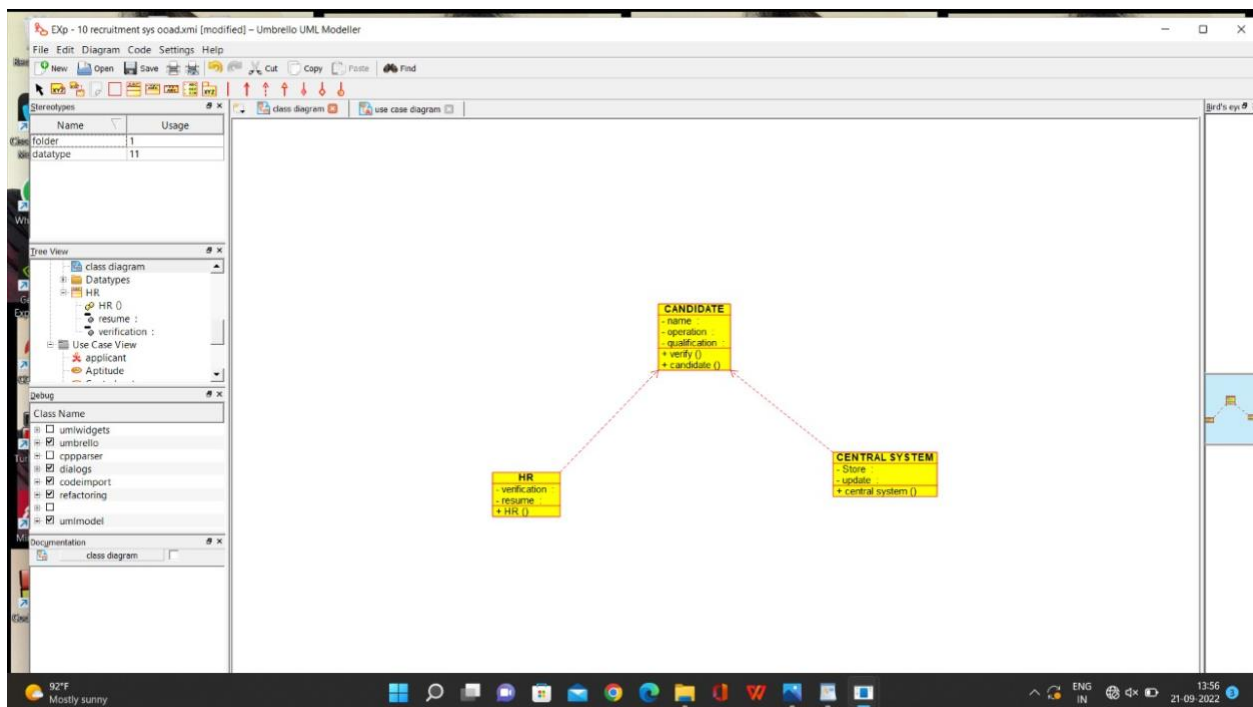 EXp - 10 recruitment sys ooad.xmi [modified] – Umbrello UML Modeller
File Edit Diagram Code Settings Help
New Open Save Cut Copy Paste Find
Stereotypes
class diagram use case diagram
Bird's eye
Name Usage
folder 1
datatype 11
Tree View
class diagram
Datatypes
HR
HR ()
resume :
verification :
Use Case View
applicant
Aptitude
Debug
Class Name
umlwidgets
umbrello
cppparser
dialogs
codeimport
refactoring
umlmodel
Documentation
class diagram
CANDIDATE
- name :
- operation :
- qualification :
+ verify ()
+ candidate ()
HR
- verification :
- resume :
+ HR ()
CENTRAL SYSTEM
- Store :
- update :
+ central system ()
92°F
Mostly sunny
ENG
IN
13:56
21-09-2022
3